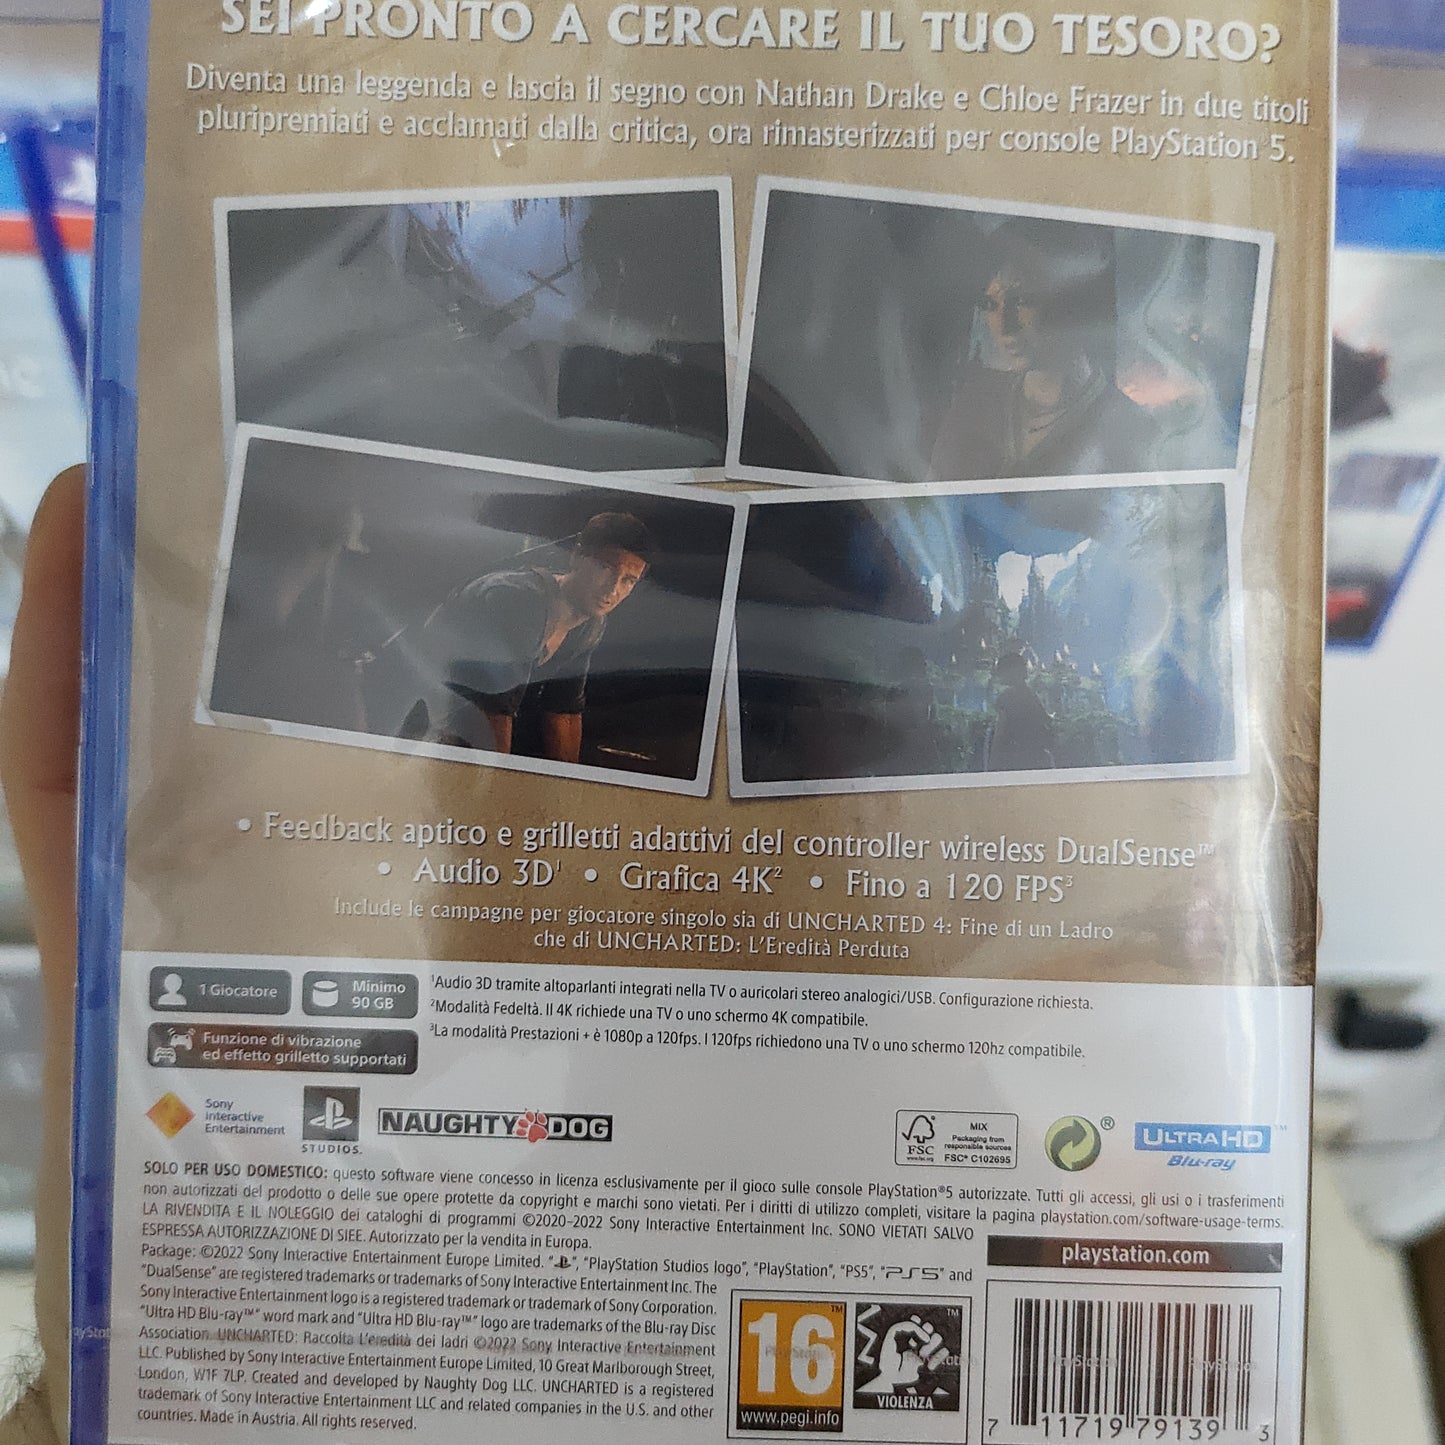 SEI PRONTO A CERCARE IL TUO TESORO?
Diventa una leggenda e lascia il segno con Nathan Drake e Chloe Frazer in due titoli
pluripremiati e acclamati dalla critica, ora rimasterizzati per console PlayStation 5.
• Feedback aptico e grilletti adattivi del controller wireless DualSense™
• Audio 3D¹ • Grafica 4K² • Fino a 120 FPS³
Include le campagne per giocatore singolo sia di UNCHARTED 4: Fine di un Ladro
che di UNCHARTED: L'Eredità Perduta
1 Giocatore
Minimo
90 GB
Funzione di vibrazione
ed effetto grilletto supportati
¹Audio 3D tramite altoparlanti integrati nella TV o auricolari stereo analogici/USB. Configurazione richiesta.
²Modalità Fedeltà. Il 4K richiede una TV o uno schermo 4K compatibile.
³La modalità Prestazioni + è 1080p a 120fps. I 120fps richiedono una TV o uno schermo 120hz compatibile.
Sony
Interactive
Entertainment
STUDIOS
NAUGHTY DOG
FSC
www.fsc.org
MIX
Packaging from
responsible sources
FSC® C102695
®
ULTRA HD™
Blu-ray
SOLO PER USO DOMESTICO: questo software viene concesso in licenza esclusivamente per il gioco sulle console PlayStation®5 autorizzate. Tutti gli accessi, gli usi o i trasferimenti
non autorizzati del prodotto o delle sue opere protette da copyright e marchi sono vietati. Per i diritti di utilizzo completi, visitare la pagina playstation.com/software-usage-terms.
LA RIVENDITA E IL NOLEGGIO dei cataloghi di programmi ©2020–2022 Sony Interactive Entertainment Inc. SONO VIETATI SALVO
ESPRESSA AUTORIZZAZIONE DI SIEE. Autorizzato per la vendita in Europa.
Package: ©2022 Sony Interactive Entertainment Europe Limited. "", "PlayStation Studios logo", "PlayStation", "PS5", "PS5" and
"DualSense" are registered trademarks or trademarks of Sony Interactive Entertainment Inc. The
Sony Interactive Entertainment logo is a registered trademark or trademark of Sony Corporation.
"Ultra HD Blu-ray™" word mark and "Ultra HD Blu-ray™" logo are trademarks of the Blu-ray Disc
Association. UNCHARTED: Raccolta L'eredità dei ladri ©2022 Sony Interactive Entertainment
LLC. Published by Sony Interactive Entertainment Europe Limited, 10 Great Marlborough Street,
London, W1F 7LP. Created and developed by Naughty Dog LLC. UNCHARTED is a registered
trademark of Sony Interactive Entertainment LLC and related companies in the U.S. and other
countries. Made in Austria. All rights reserved.
playstation.com
16™
www.pegi.info
™
VIOLENZA
7 11719 79139 3